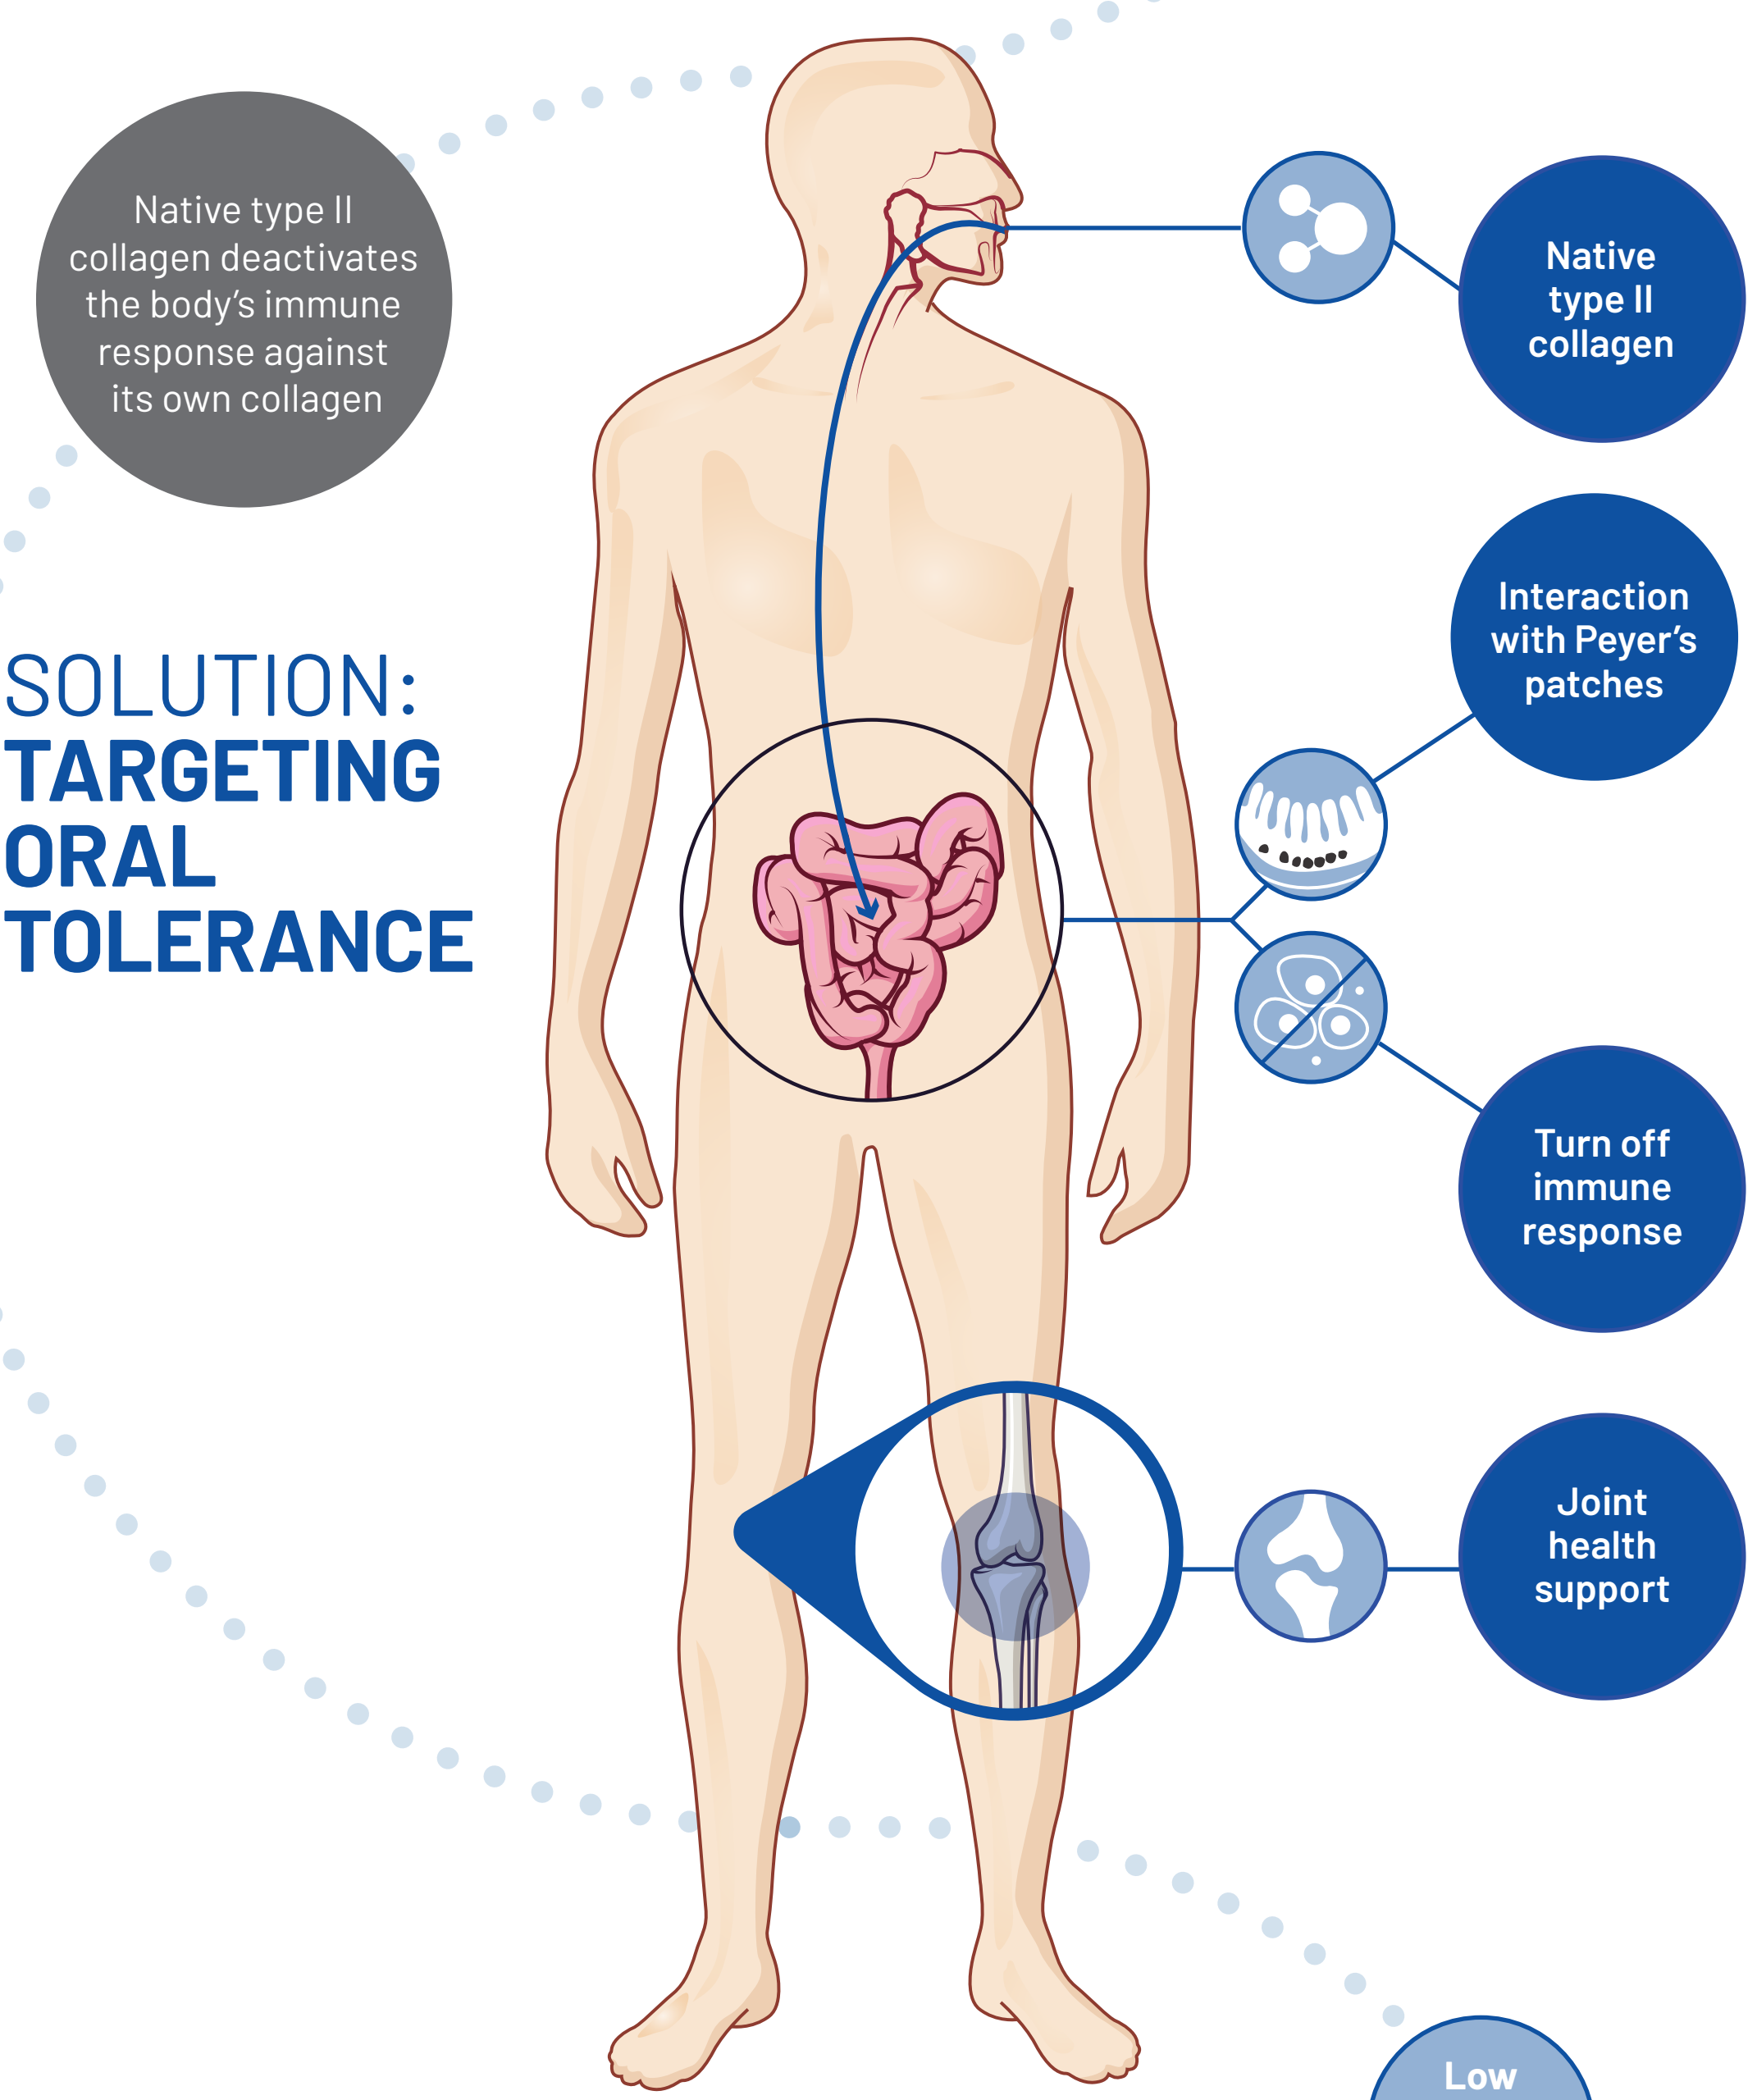 Native type II
collagen deactivates
the body’s immune
response against
its own collagen
SOLUTION:
TARGETING
ORAL
TOLERANCE
Native
type II
collagen
Interaction
with Peyer’s
patches
Turn off
immune
response
Joint
health
support
Low